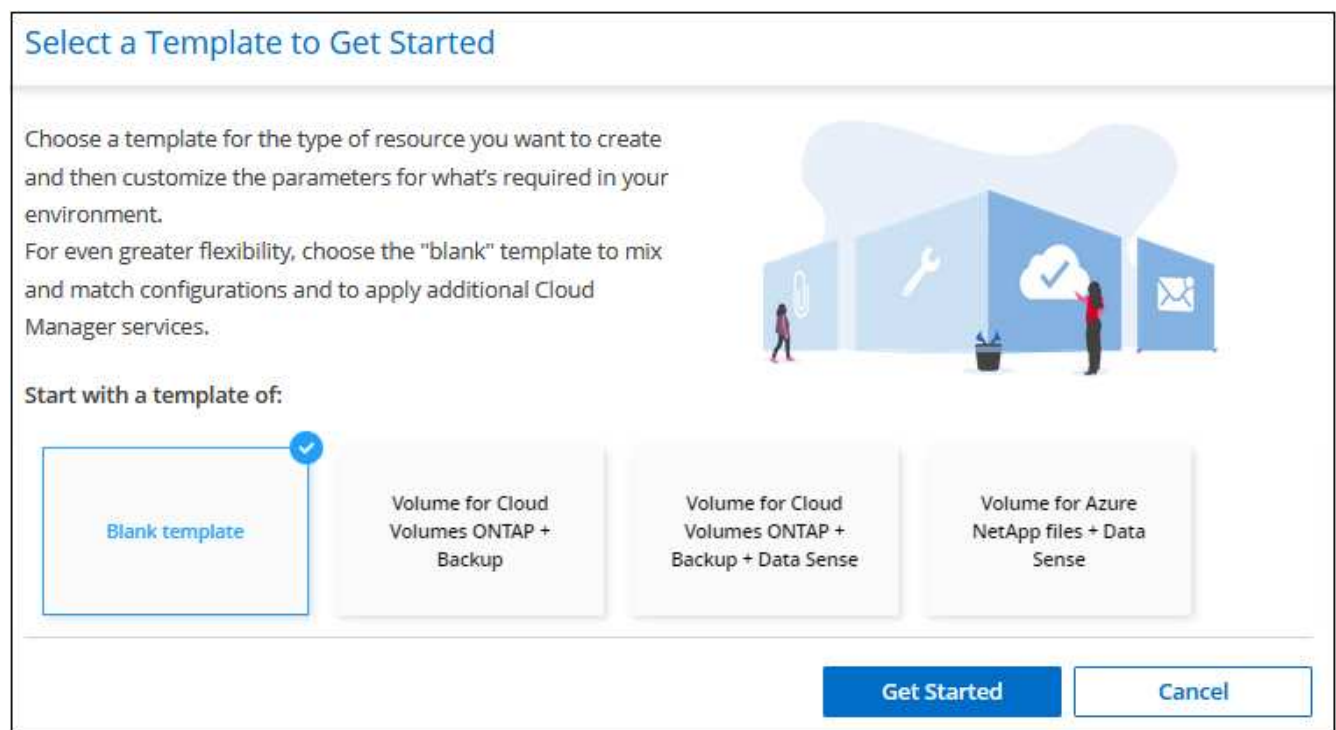 Select a Template to Get Started
Choose a template for the type of resource you want to create
and then customize the parameters for what's required in your
environment.
For even greater flexibility, choose the "blank" template to mix
and match configurations and to apply additional Cloud
Manager services.
Start with a template of:
Blank template
Volume for Cloud
Volumes ONTAP +
Backup
Volume for Cloud
Volumes ONTAP +
Backup + Data Sense
Volume for Azure
NetApp files + Data
Sense
Get Started
Cancel